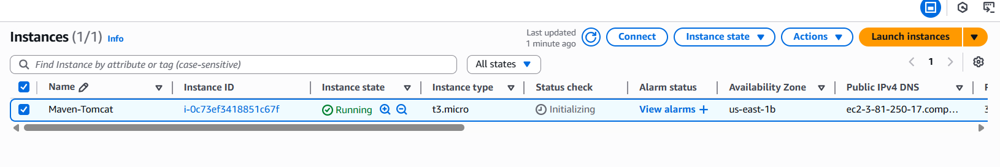 Instances (1/1) Info
Last updated
1 minute ago
Connect
Instance state
Actions
Launch instances
Find Instance by attribute or tag (case-sensitive)
All states
1
Name Instance ID Instance state Instance type Status check Alarm status Availability Zone Public IPv4 DNS
Maven-Tomcat i-0c73ef3418851c67f Running t3.micro Initializing View alarms + us-east-1b ec2-3-81-250-17.comp…